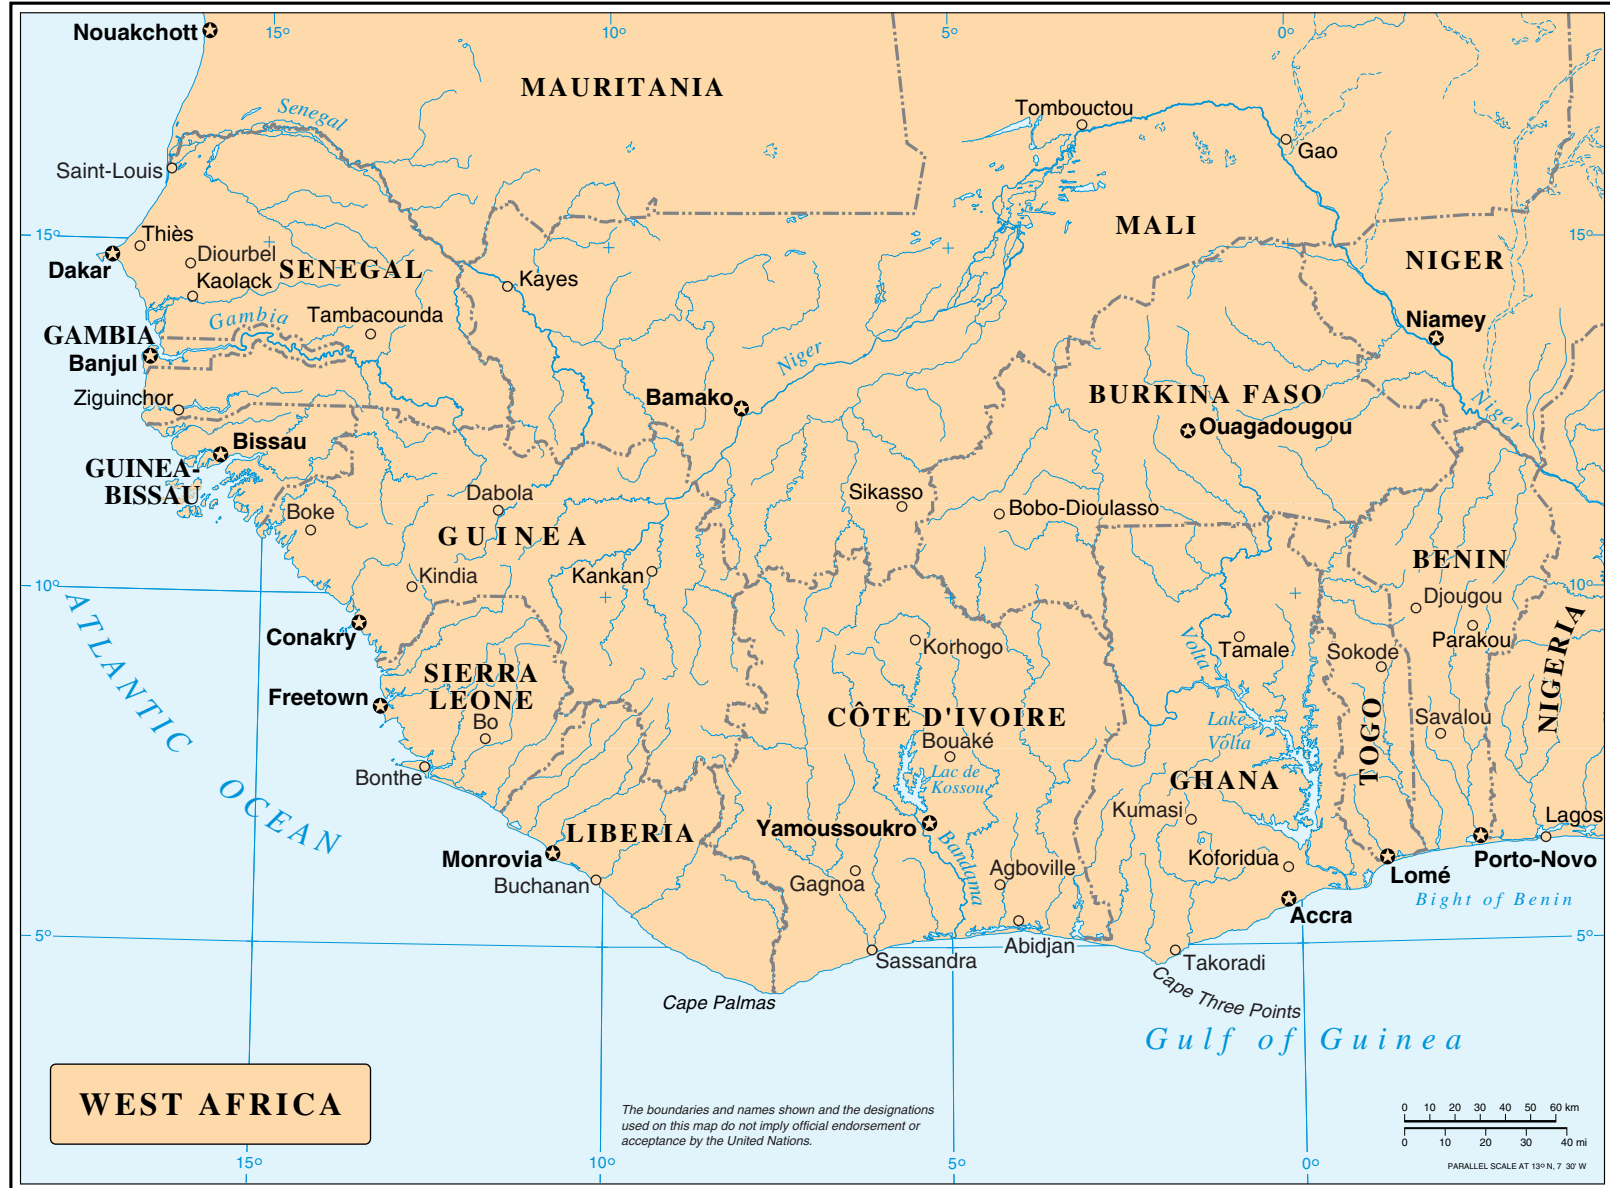 Nouakchott
15°
10°
5°
0°
MAURITANIA
Senegal
Tombouctou
Gao
Saint-Louis
15°
Thiès
Diourbel
Dakar
SENEGAL
Kaolack
Kayes
MALI
NIGER
15°
Gambia
Tambacounda
GAMBIA
Banjul
Niger
Niamey
Ziguinchor
Bamako
BURKINA FASO
Niger
Ouagadougou
Bissau
GUINEA-
BISSAU
Boke
Dabola
GUINEA
Sikasso
Bobo-Dioulasso
BENIN
10°
Kindia
Kankan
Djougou
10°
ATLANTIC OCEAN
Conakry
Korhogo
Volta
Tamale
Sokode
Parakou
NIGERIA
SIERRA
LEONE
Freetown
Bo
CÔTE D'IVOIRE
Bouaké
Lake
Volta
TOGO
Savalou
Bonthe
Lac de
Kossou
GHANA
Kumasi
LIBERIA
Yamoussoukro
Lagos
Monrovia
Bandama
Koforidua
Porto-Novo
Buchanan
Gagnoa
Agboville
Lomé
Accra
Bight of Benin
5°
Sassandra
Abidjan
Takoradi
5°
Cape Palmas
Cape Three Points
Gulf of Guinea
WEST AFRICA
The boundaries and names shown and the designations
used on this map do not imply official endorsement or
acceptance by the United Nations.
0 10 20 30 40 50 60 km
0 10 20 30 40 mi
PARALLEL SCALE AT 13° N, 7 30' W
15°
10°
5°
0°